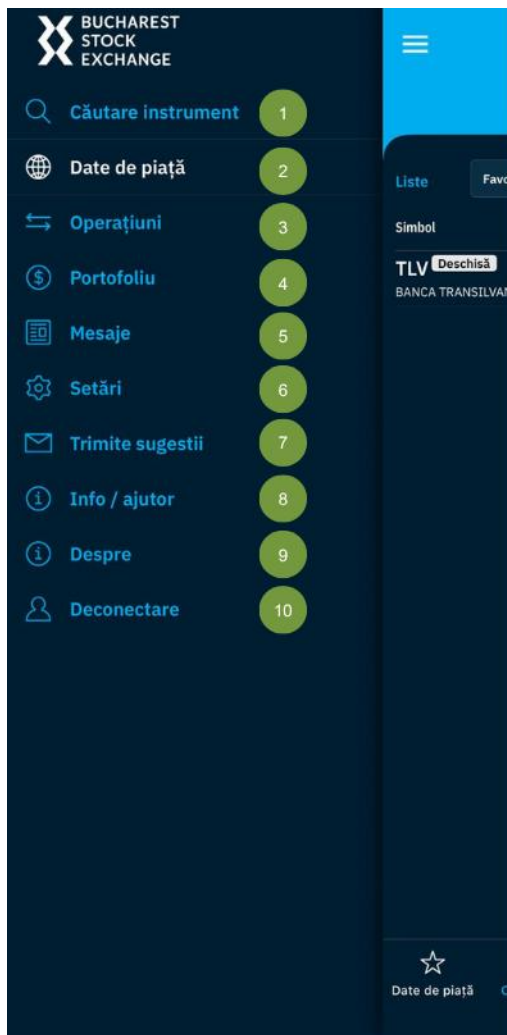 BUCHAREST
STOCK
EXCHANGE
Căutare instrument 1
Date de piață 2
Operațiuni 3
Portofoliu 4
Mesaje 5
Setări 6
Trimite sugestii 7
Info / ajutor 8
Despre 9
Deconectare 10
Liste
Simbol
TLV Deschisă
BANCA
Date de piață